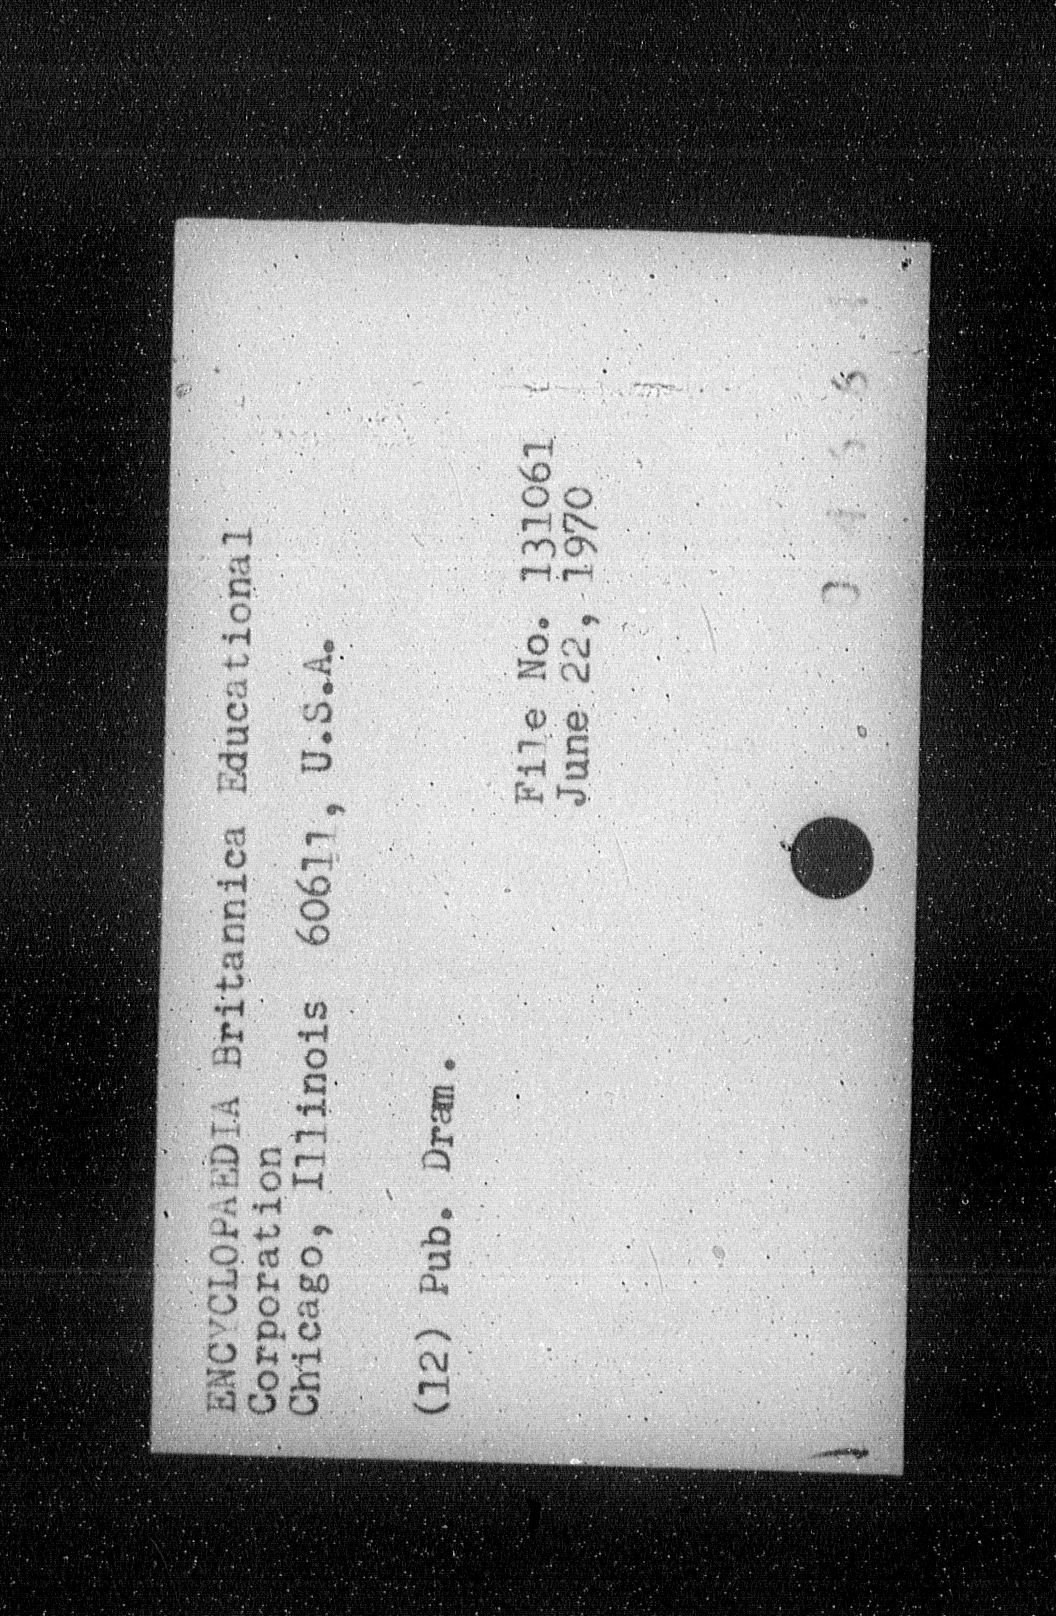 ENCYCLOPAEDIA Britannica Educational
Corporation
Chicago, Illinois 60611, U.S.A.
(12) Pub. Dram.
File No. 131061
June 22, 1970